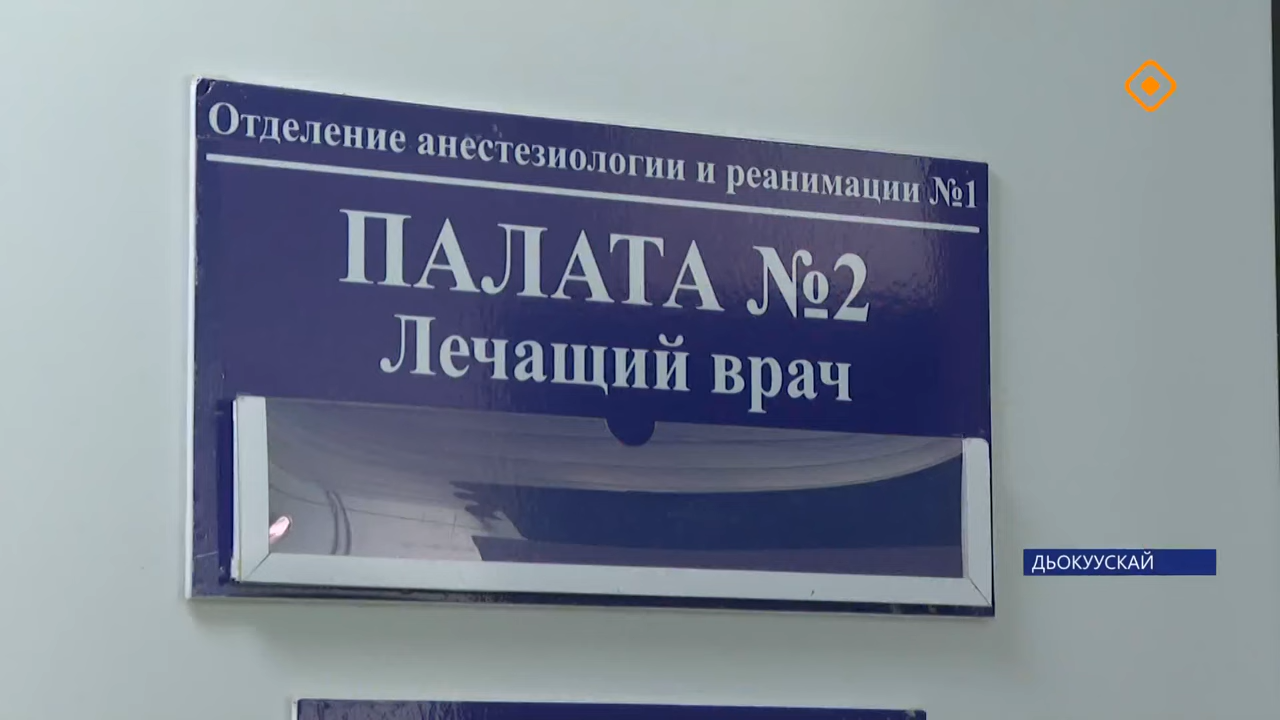 Отделение анестезиологии и реанимации №1
ПАЛАТА №2
Лечащий врач
ДЬОКУУСКАЙ